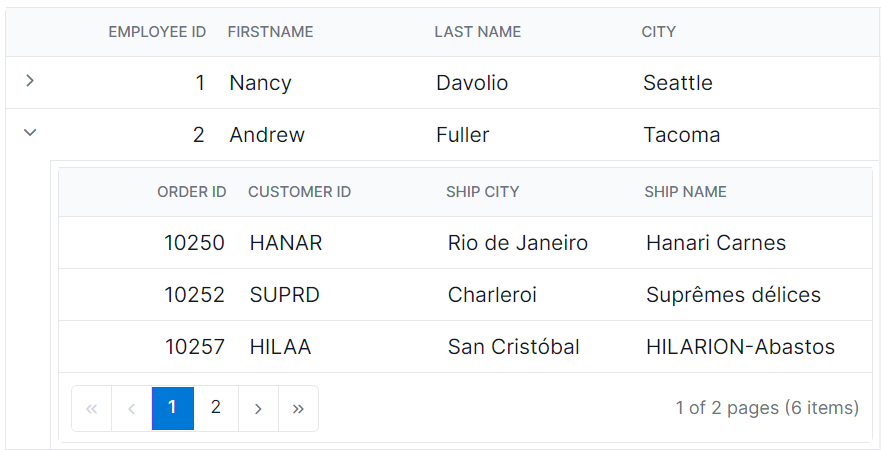 EMPLOYEE ID FIRSTNAME LAST NAME CITY
1 Nancy Davolio Seattle
2 Andrew Fuller Tacoma
ORDER ID CUSTOMER ID SHIP CITY SHIP NAME
10250 HANAR Rio de Janeiro Hanari Carnes
10252 SUPRD Charleroi Suprêmes délices
10257 HILAA San Cristóbal HILARION-Abastos
1 2 1 of 2 pages (6 items)